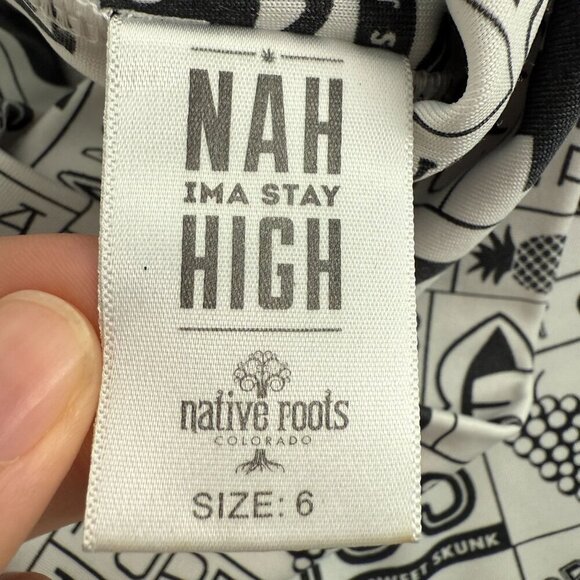 NAH
IMA STAY
HIGH
native roots
COLORADO
SIZE: 6
SKUNK